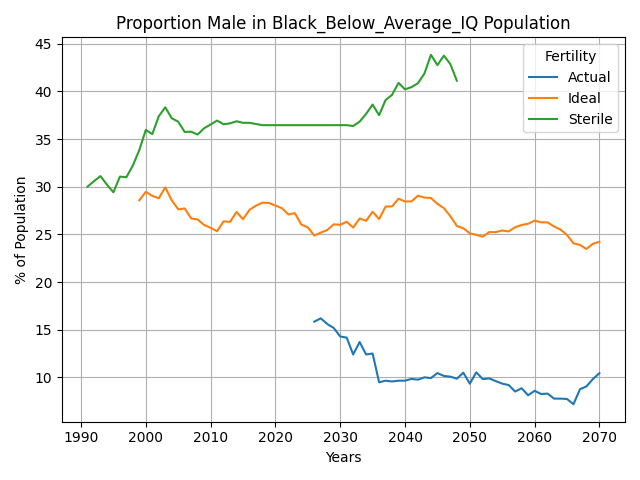 Proportion Male in Black_Below_Average_IQ Population
% of Population
45
40
35
30
25
20
15
10
Fertility
Actual
Ideal
Sterile
1990 2000 2010 2020 2030 2040 2050 2060 2070
Years